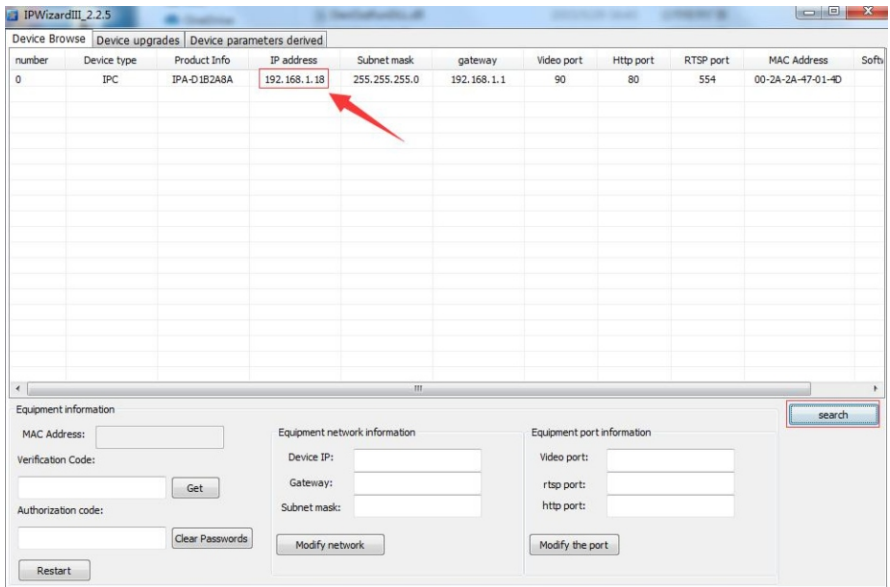 IPWizardIII_2.2.5
Device Browse Device upgrades Device parameters derived
number Device type Product Info IP address Subnet mask gateway Video port Http port RTSP port MAC Address Softw
0 IPC IPA-D1B2A8A 192.168.1.18 255.255.255.0 192.168.1.1 90 80 554 00-2A-2A-47-01-4D
search
Equipment information
MAC Address:
Verification Code:
Get
Authorization code:
Clear Passwords
Restart
Equipment network information
Device IP:
Gateway:
Subnet mask:
Modify network
Equipment port information
Video port:
rtsp port:
http port:
Modify the port